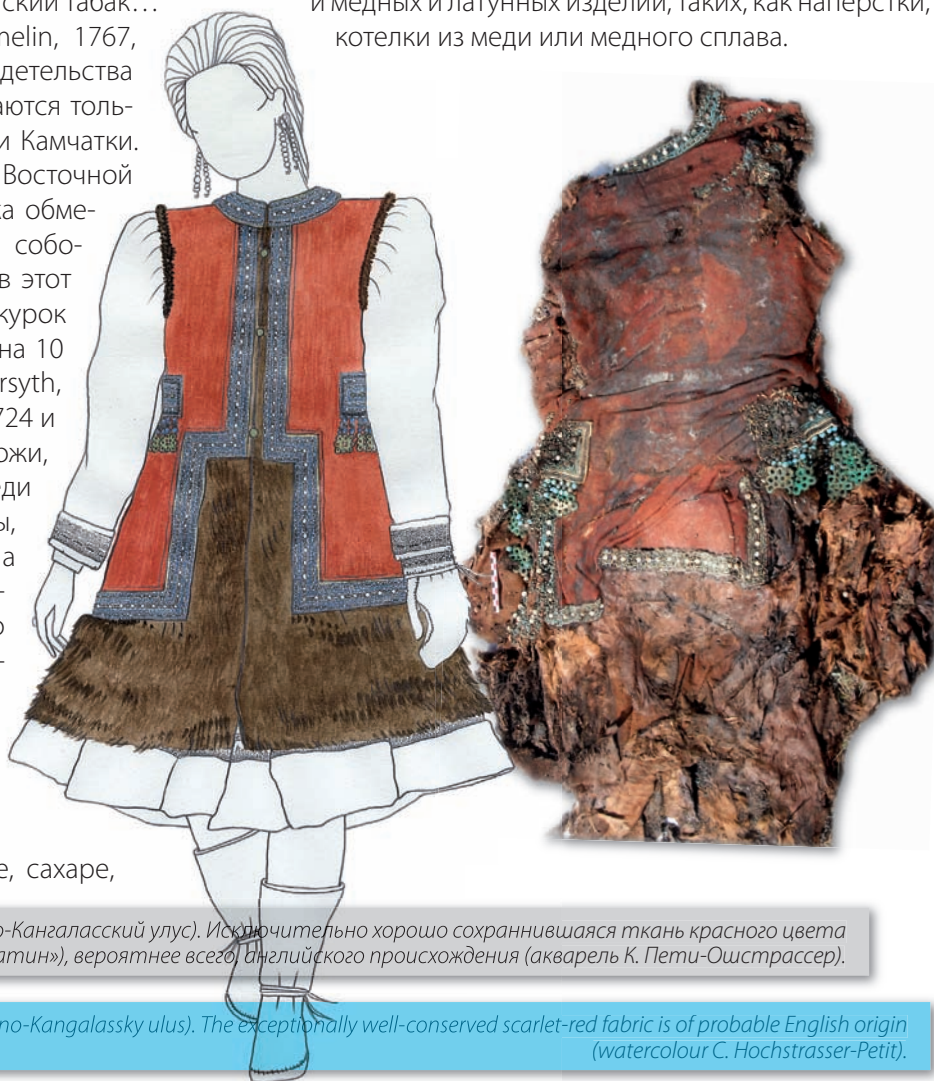 ский табак…
melin, 1767,
детельства
аются толь-
и Камчатки.
Восточной
ка обме-
собо-
в этот
курок
на 10
rsyth,
724 и
ожи,
еди
ы,
а
-
о
-
е, сахаре,
и медных и латунных изделий, таких, как наперстки,
котелки из меди или медного сплава.
о-Кангаласский улус). Исключительно хорошо сохраннившаяся ткань красного цвета
атин»), вероятнее всего, английского происхождения (акварель К. Пети-Ошстрассер).
no-Kangalassky ulus). The exceptionally well-conserved scarlet-red fabric is of probable English origin
(watercolour C. Hochstrasser-Petit).